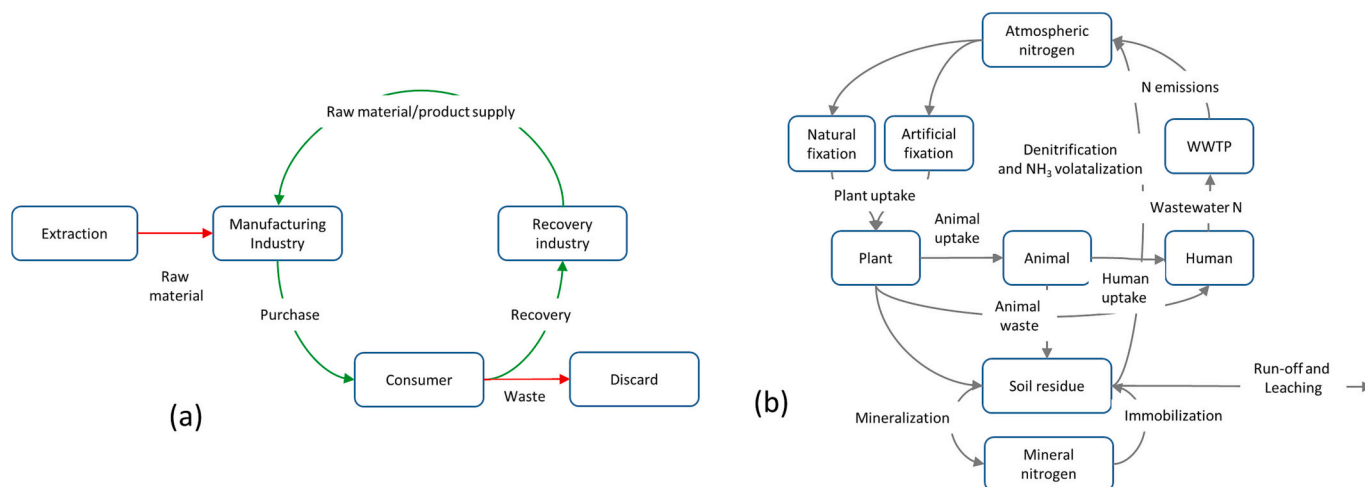 Raw material/product supply
Extraction
Manufacturing
Industry
Recovery
industry
Raw
material
Purchase
Recovery
Consumer
Discard
Waste
(a)
Atmospheric
nitrogen
N emissions
Natural
fixation
Artificial
fixation
Denitrification
and NH₃ volatalization
WWTP
Plant uptake
Wastewater N
Animal
uptake
Plant
Animal
Human
Human
uptake
Animal
waste
Soil residue
Run-off and
Leaching
Mineralization
Immobilization
Mineral
nitrogen
(b)